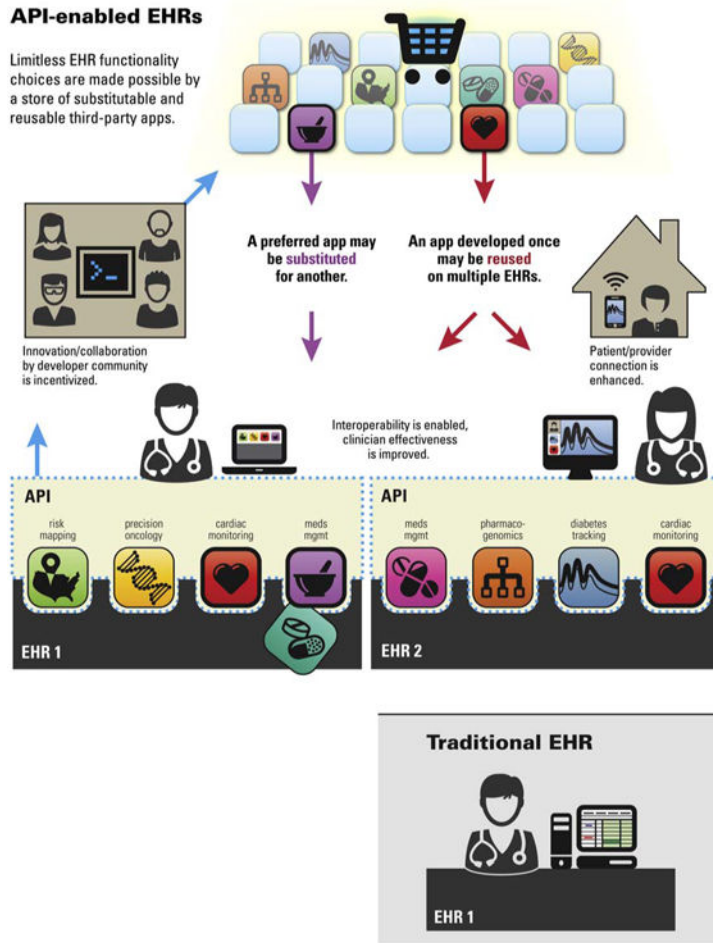 API-enabled EHRs
Limitless EHR functionality
choices are made possible by
a store of substitutable and
reusable third-party apps.
A preferred app may
be substituted
for another.
An app developed once
may be reused
on multiple EHRs.
Innovation/collaboration
by developer community
is incentivized.
Patient/provider
connection is
enhanced.
Interoperability is enabled,
clinician effectiveness
is improved.
API
risk
mapping
precision
oncology
cardiac
monitoring
meds
mgmt
EHR 1
API
meds
mgmt
pharmaco-
genomics
diabetes
tracking
cardiac
monitoring
EHR 2
Traditional EHR
EHR 1